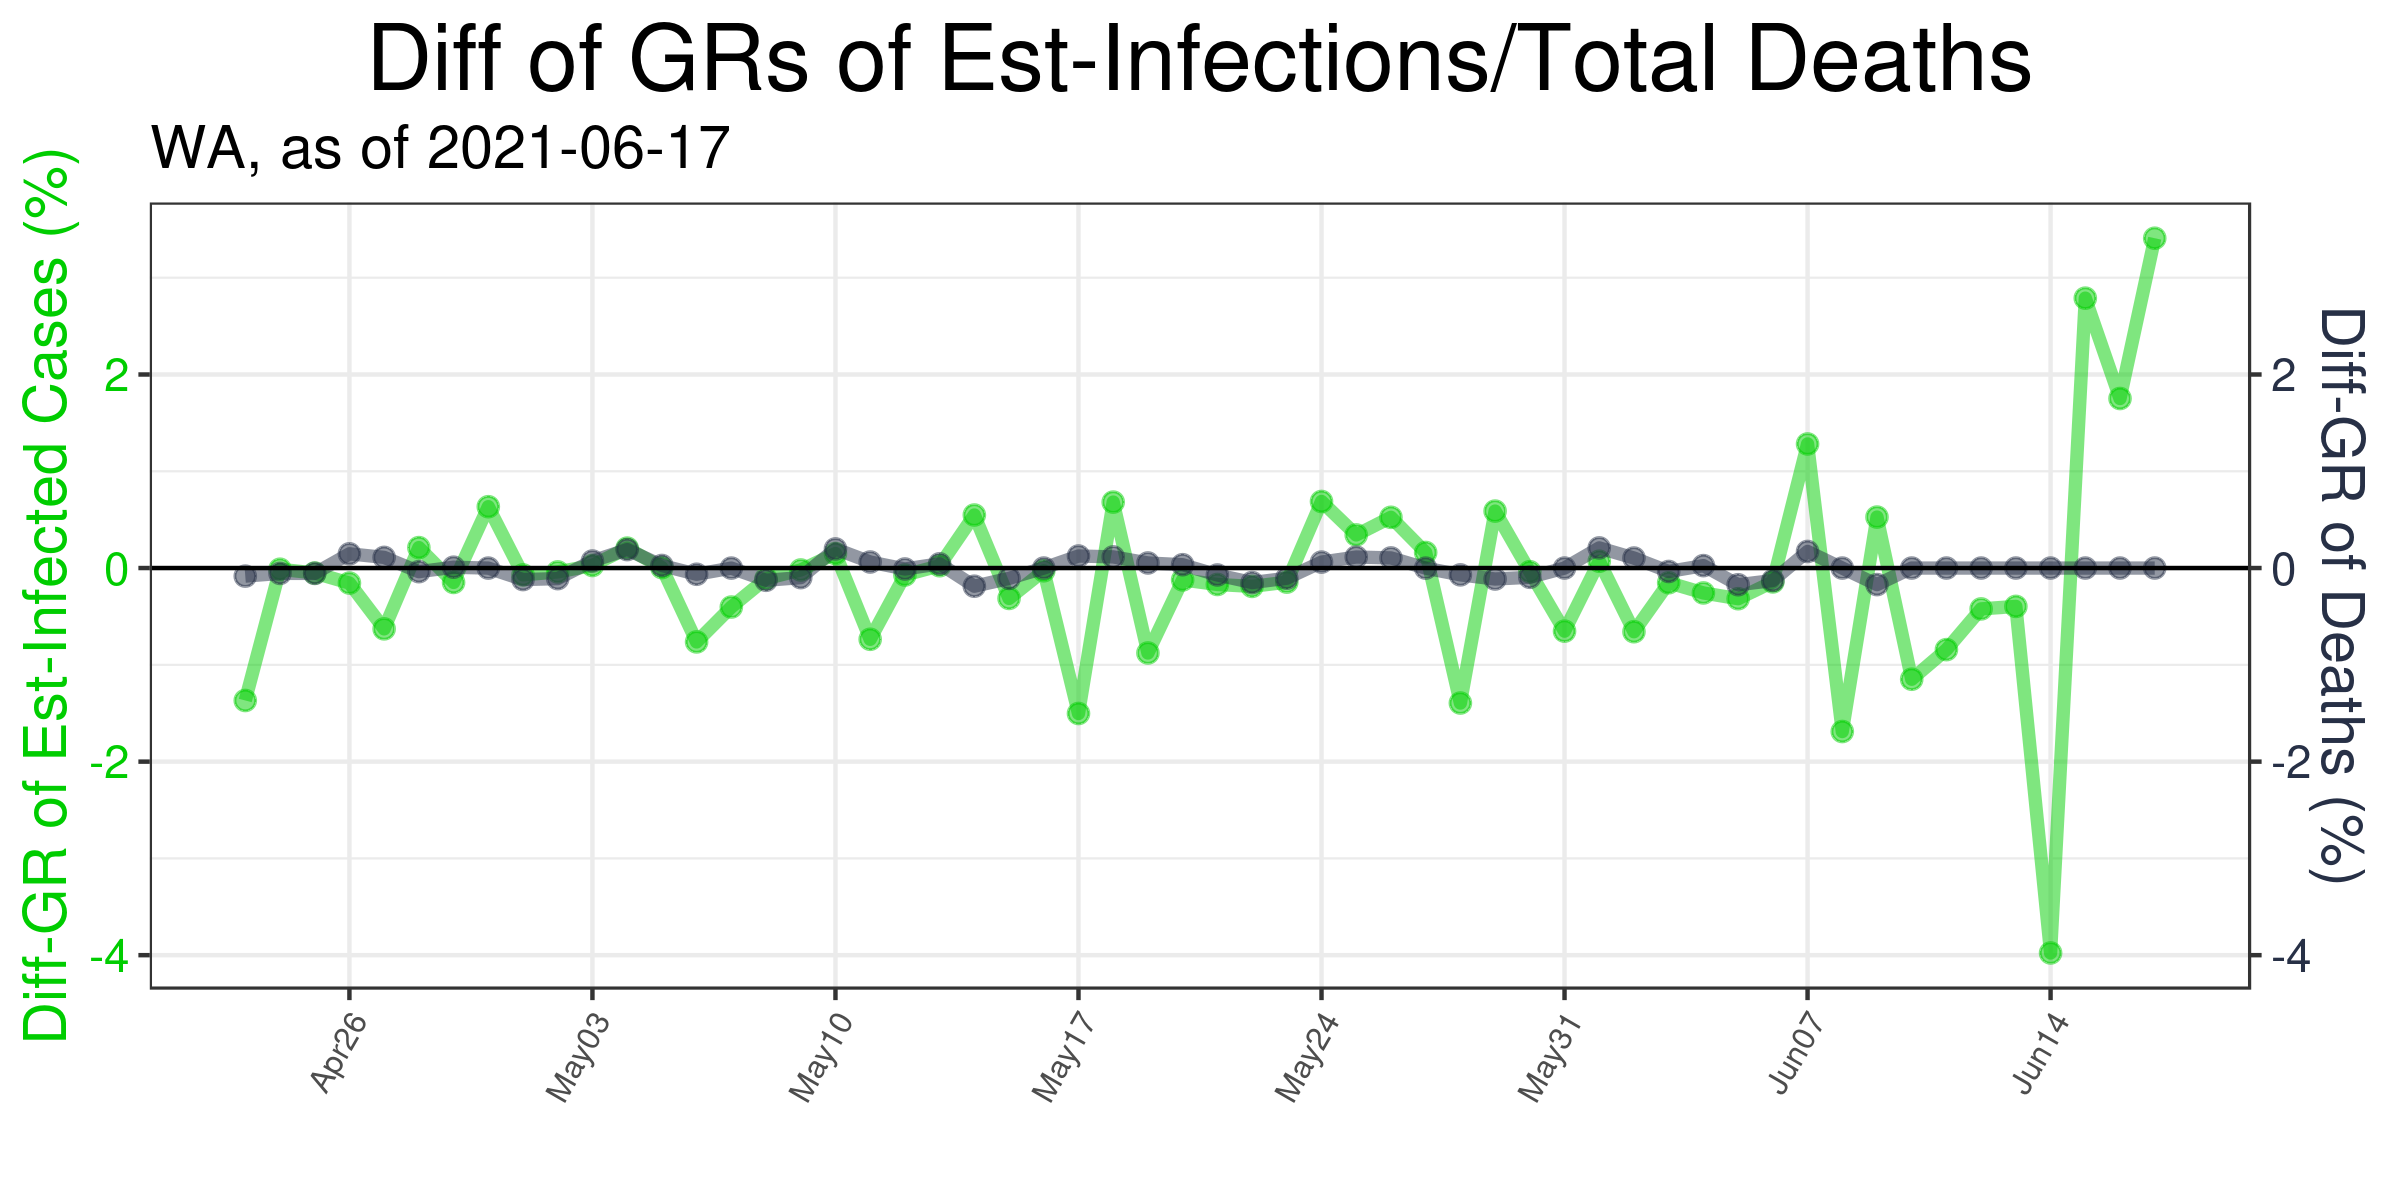 Diff of GRs of Est-Infections/Total Deaths
WA, as of 2021-06-17
Diff-GR of Est-Infected Cases (%)
2
0
-2
-4
2
0
-2
-4
Diff-GR of Deaths (%)
Apr26
May03
May10
May17
May24
May31
Jun07
Jun14